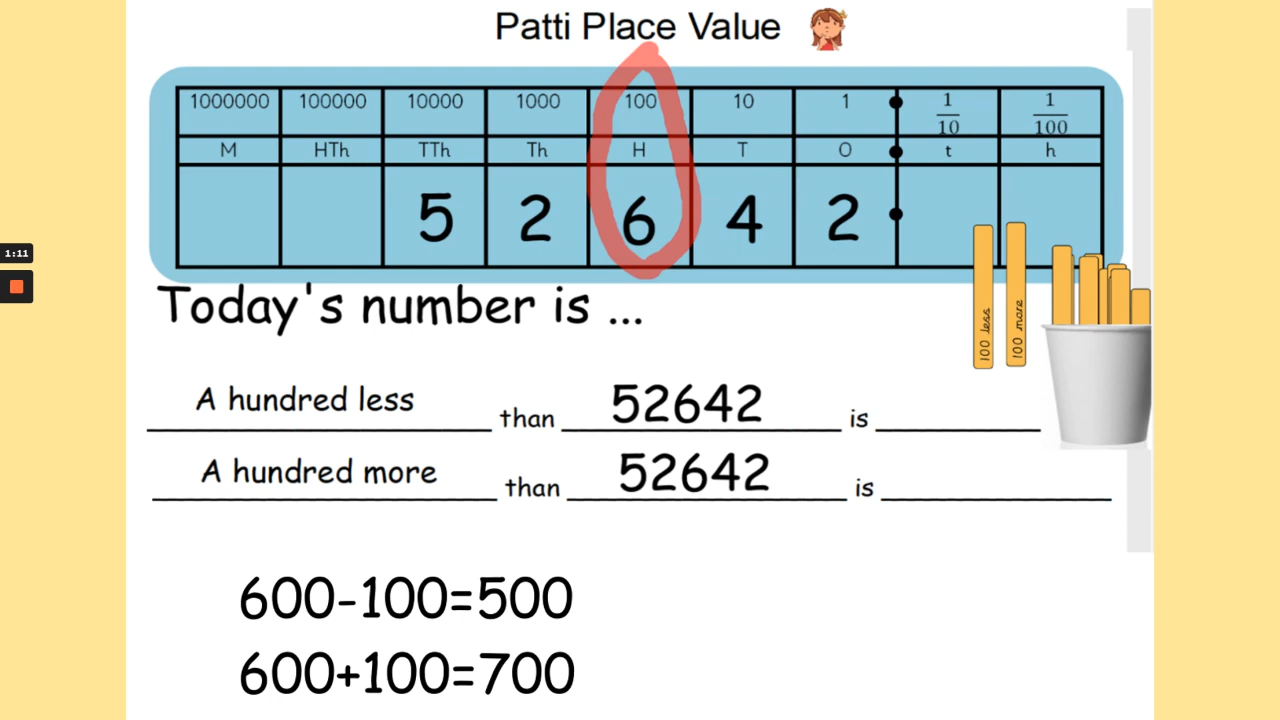 Patti Place Value
1000000 100000 10000 1000 100 10 1 1/10 1/100
M HTh TTh Th H T O t h
5 2 6 4 2
1:11
Today's number is ...
100 less
100 more
A hundred less than 52642 is
A hundred more than 52642 is
600-100=500
600+100=700